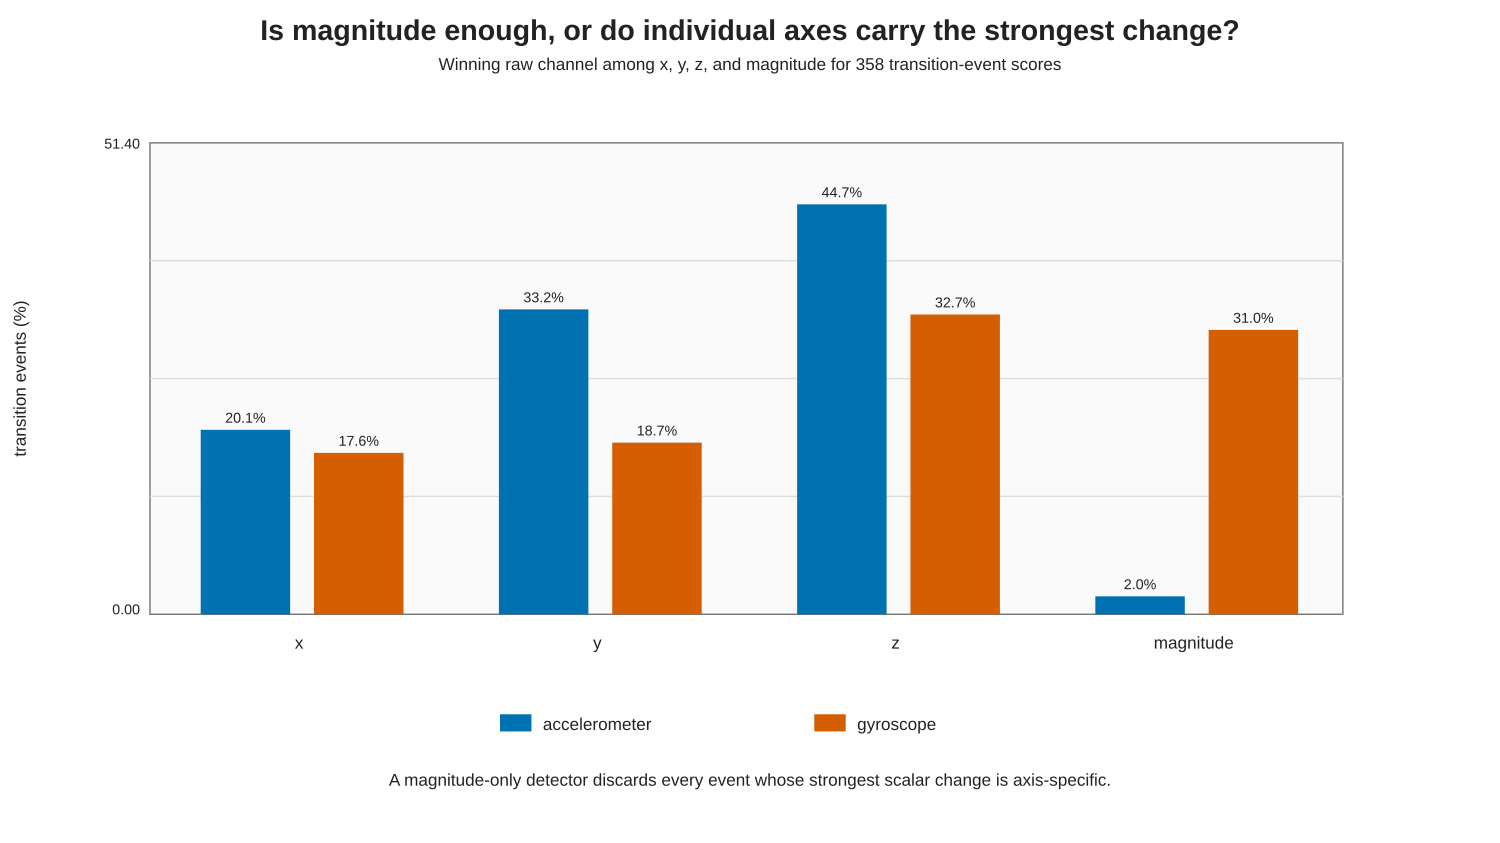 Is magnitude enough, or do individual axes carry the strongest change?
Winning raw channel among x, y, z, and magnitude for 358 transition-event scores
51.40
44.7%
33.2%
32.7%
31.0%
20.1%
18.7%
17.6%
2.0%
0.00
transition events (%)
x
y
z
magnitude
accelerometer
gyroscope
A magnitude-only detector discards every event whose strongest scalar change is axis-specific.